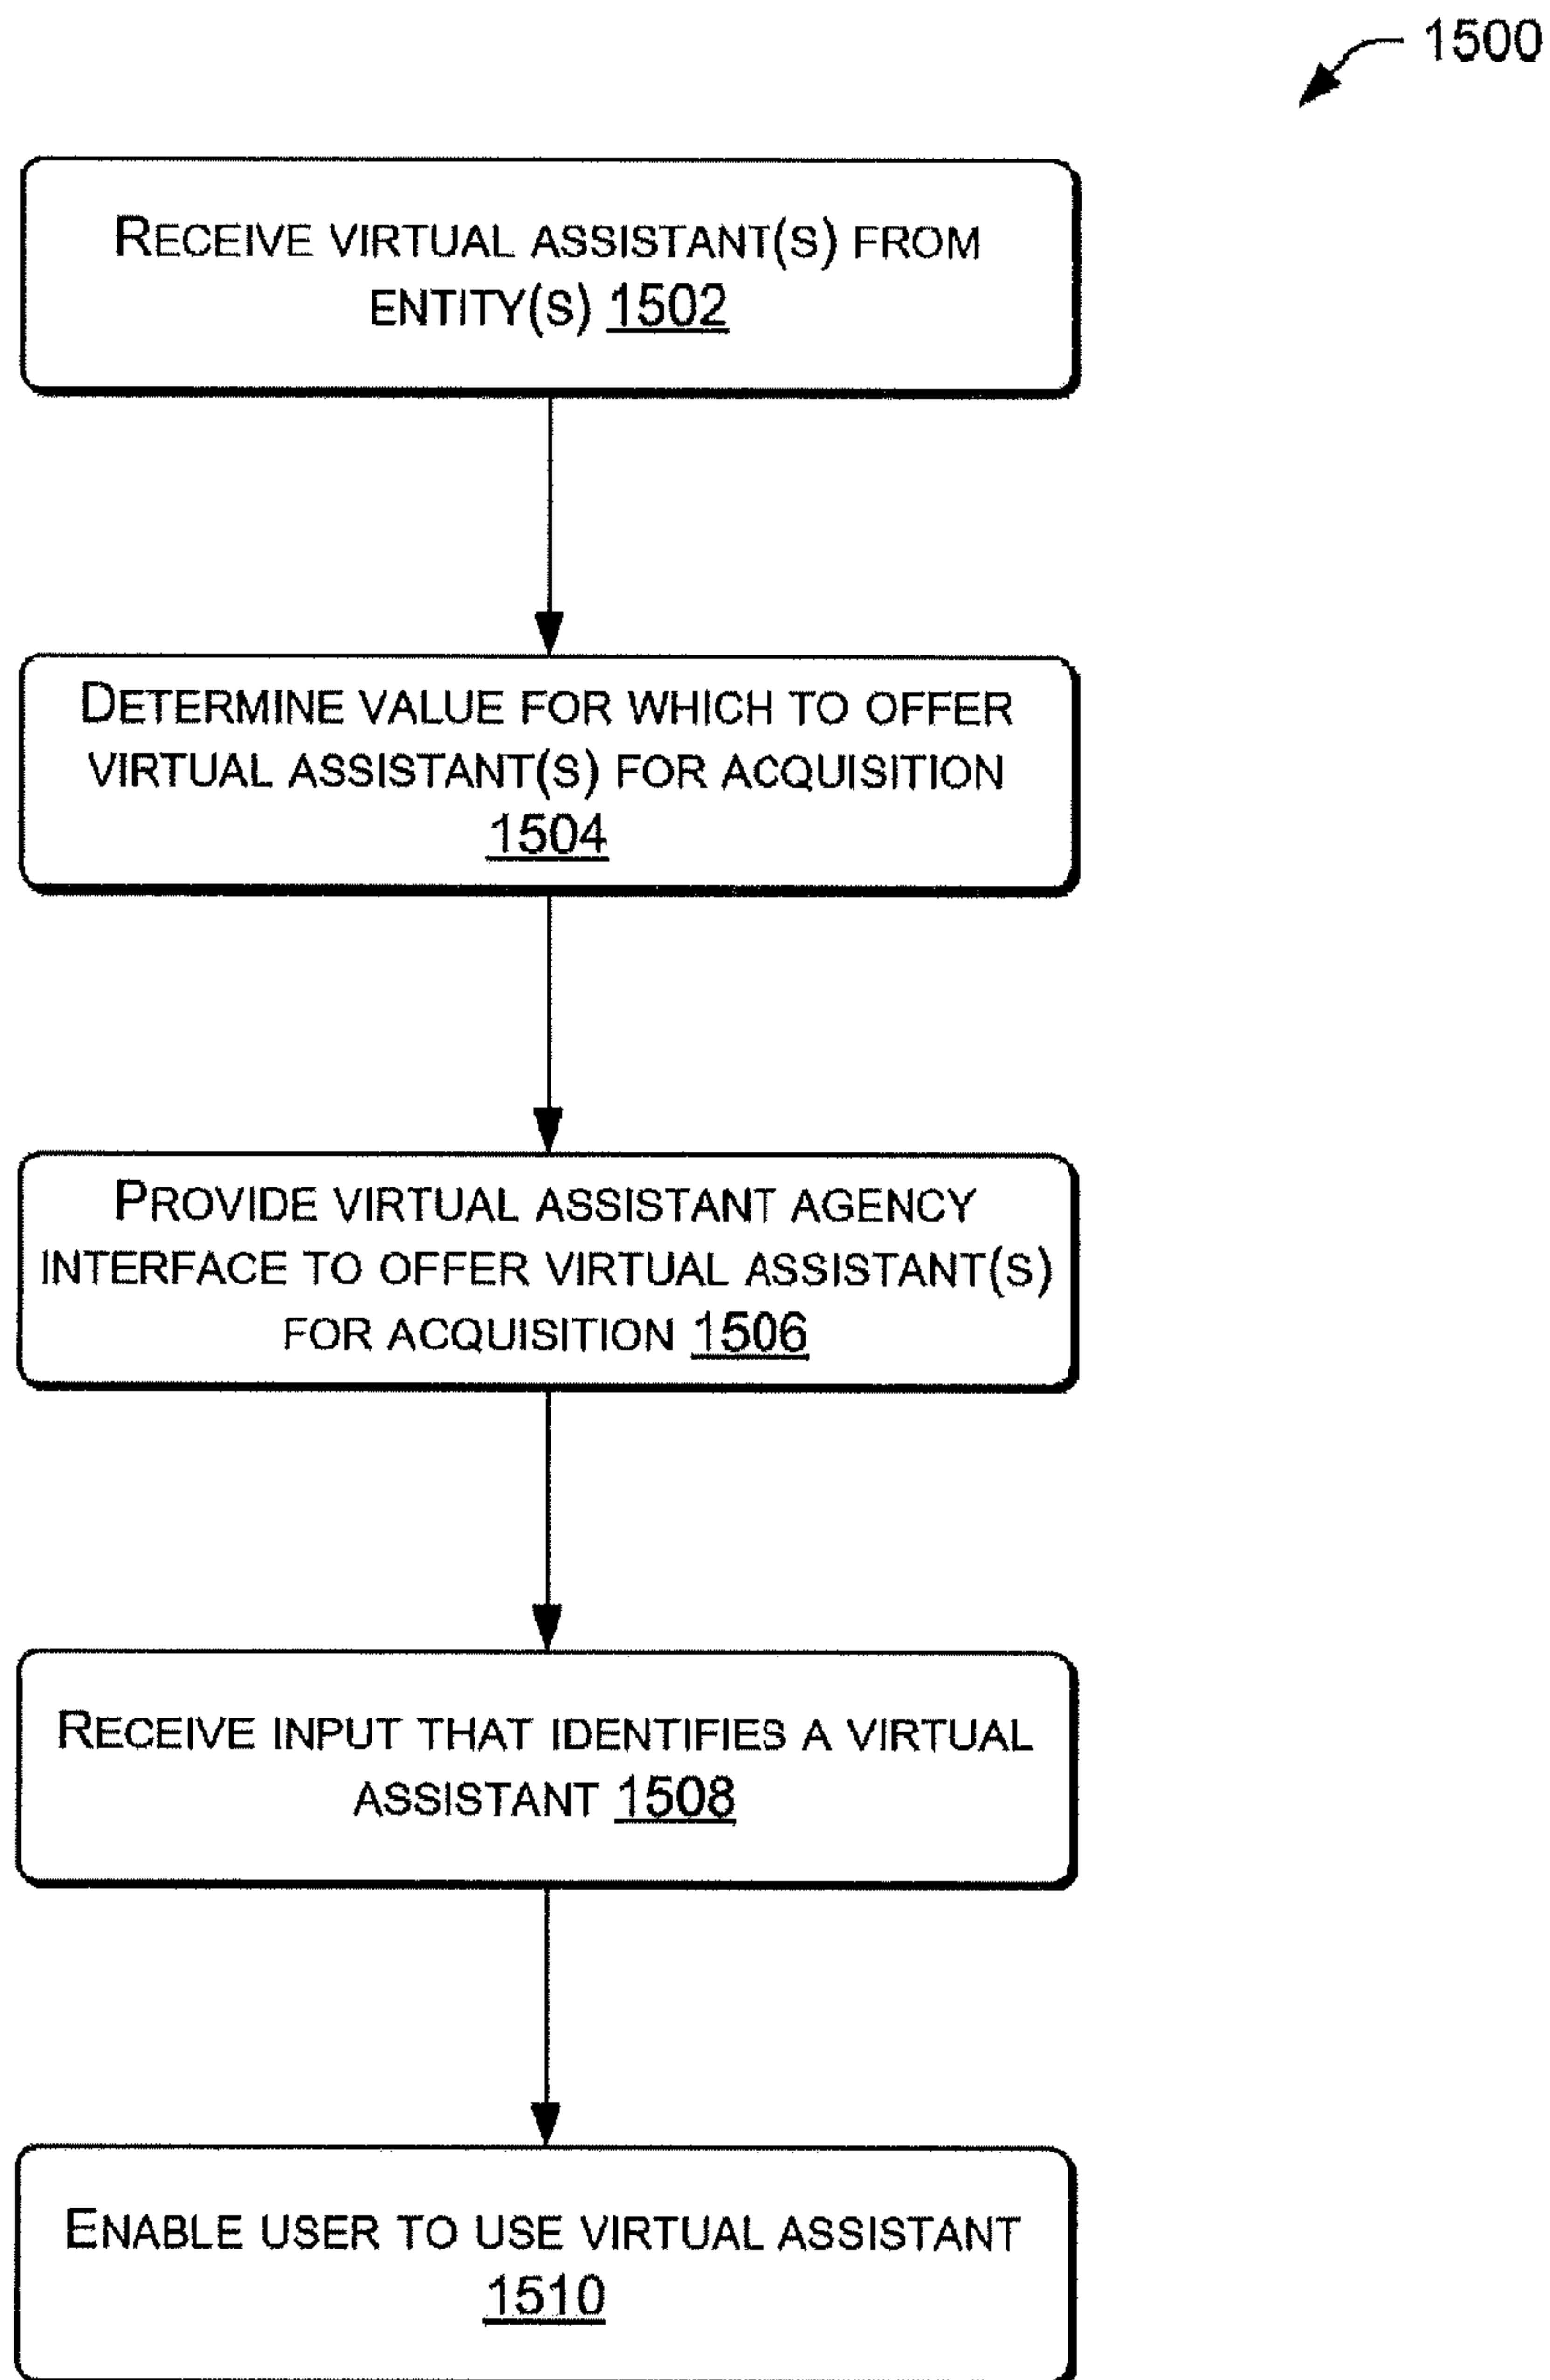 1500
RECEIVE VIRTUAL ASSISTANT(S) FROM
ENTITY(S) 1502
DETERMINE VALUE FOR WHICH TO OFFER
VIRTUAL ASSISTANT(S) FOR ACQUISITION
1504
PROVIDE VIRTUAL ASSISTANT AGENCY
INTERFACE TO OFFER VIRTUAL ASSISTANT(S)
FOR ACQUISITION 1506
RECEIVE INPUT THAT IDENTIFIES A VIRTUAL
ASSISTANT 1508
ENABLE USER TO USE VIRTUAL ASSISTANT
1510